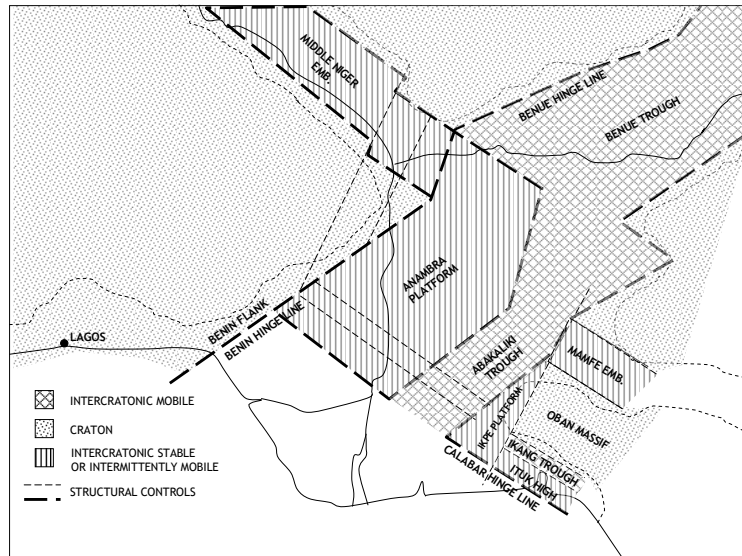 MIDDLE NIGER
EMB.
BENUE HINGE LINE
BENUE TROUGH
ANAMBRA
PLATFORM
BENIN FLANK
BENIN HINGE LINE
LAGOS
ABAKALIKI
TROUGH
MAMFE EMB.
IKPE PLATFORM
OBAN MASSIF
IKANG TROUGH
ITUK HIGH
CALABAR HINGE LINE
INTERCRATONIC MOBILE
CRATON
INTERCRATONIC STABLE
OR INTERMITTENTLY MOBILE
STRUCTURAL CONTROLS